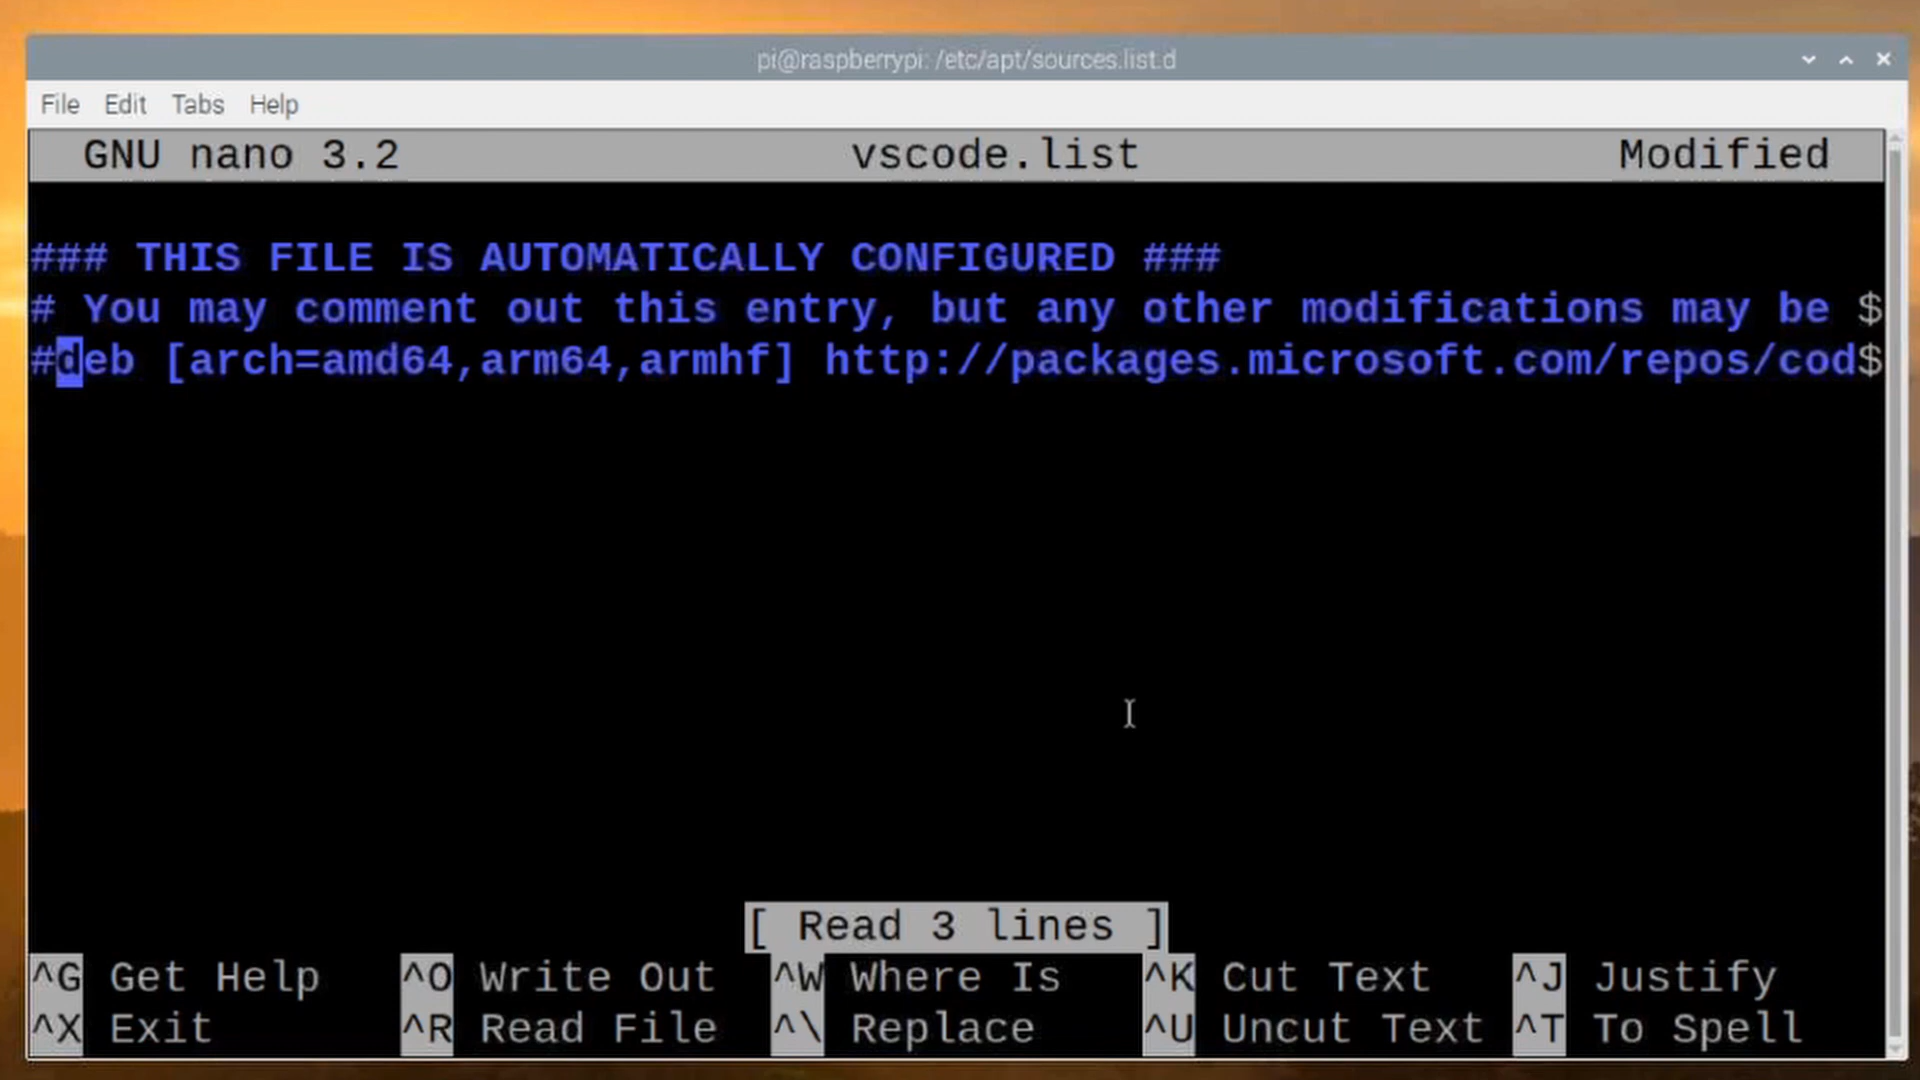 pi@raspberrypi: /etc/apt/sources.list.d
File Edit Tabs Help
GNU nano 3.2 vscode.list Modified
### THIS FILE IS AUTOMATICALLY CONFIGURED ###
# You may comment out this entry, but any other modifications may be $
#deb [arch=amd64,arm64,armhf] http://packages.microsoft.com/repos/cod$
[ Read 3 lines ]
^G Get Help ^O Write Out ^W Where Is ^K Cut Text ^J Justify
^X Exit ^R Read File ^\ Replace ^U Uncut Text ^T To Spell